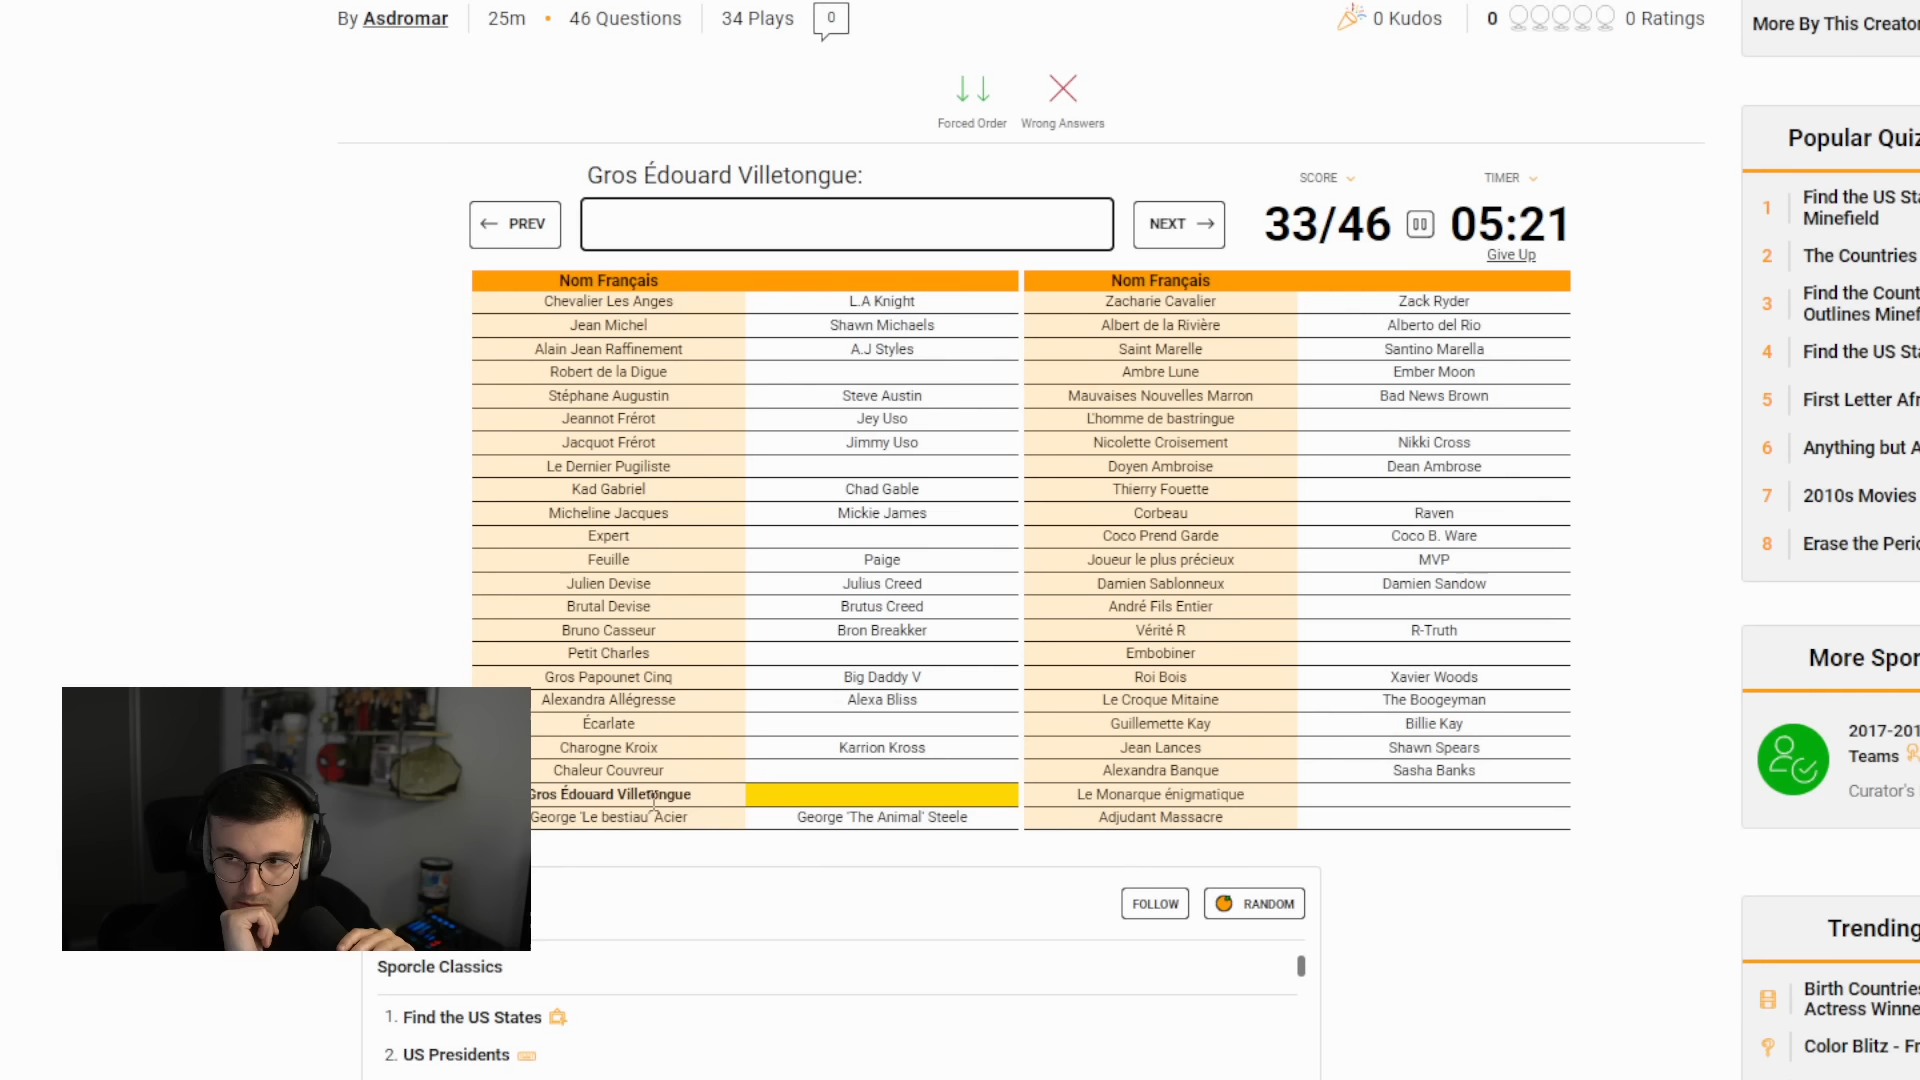 By Asdromar
25m • 46 Questions
34 Plays
0
0 Kudos
0
0 Ratings
More By This Creato
Forced Order
Wrong Answers
Gros Édouard Villetongue:
← PREV
NEXT →
SCORE
33/46
TIMER
05:21
Give Up
Nom Français
Chevalier Les Anges L.A Knight
Jean Michel Shawn Michaels
Alain Jean Raffinement A.J Styles
Robert de la Digue
Stéphane Augustin Steve Austin
Jeannot Frérot Jey Uso
Jacquot Frérot Jimmy Uso
Le Dernier Pugiliste
Kad Gabriel Chad Gable
Micheline Jacques Mickie James
Expert
Feuille Paige
Julien Devise Julius Creed
Brutal Devise Brutus Creed
Bruno Casseur Bron Breakker
Petit Charles
Gros Papounet Cinq Big Daddy V
Alexandra Allégresse Alexa Bliss
Écarlate
Charogne Kroix Karrion Kross
Chaleur Couvreur
Gros Édouard Villetongue
George 'Le bestiau' Acier George 'The Animal' Steele
Nom Français
Zacharie Cavalier Zack Ryder
Albert de la Rivière Alberto del Rio
Saint Marelle Santino Marella
Ambre Lune Ember Moon
Mauvaises Nouvelles Marron Bad News Brown
L'homme de bastringue
Nicolette Croisement Nikki Cross
Doyen Ambroise Dean Ambrose
Thierry Fouette
Corbeau Raven
Coco Prend Garde Coco B. Ware
Joueur le plus précieux MVP
Damien Sablonneux Damien Sandow
André Fils Entier
Vérité R R-Truth
Embobiner
Roi Bois Xavier Woods
Le Croque Mitaine The Boogeyman
Guillemette Kay Billie Kay
Jean Lances Shawn Spears
Alexandra Banque Sasha Banks
Le Monarque énigmatique
Adjudant Massacre
FOLLOW
RANDOM
Sporcle Classics
1. Find the US States
2. US Presidents
Popular Quiz
1 Find the US Sta
Minefield
2 The Countries
3 Find the Count
Outlines Minef
4 Find the US Sta
5 First Letter Afr
6 Anything but A
7 2010s Movies
8 Erase the Perio
More Spor
2017-201
Teams
Curator's
Trending
Birth Countries
Actress Winne
Color Blitz - Fr